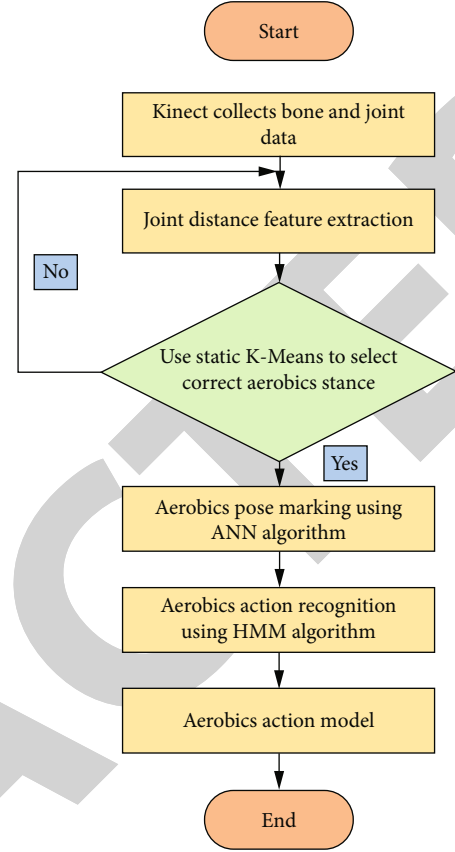 Start
Kinect collects bone and joint
data
Joint distance feature extraction
No
Use static K-Means to select
correct aerobics stance
Yes
Aerobics pose marking using
ANN algorithm
Aerobics action recognition
using HMM algorithm
Aerobics action model
End